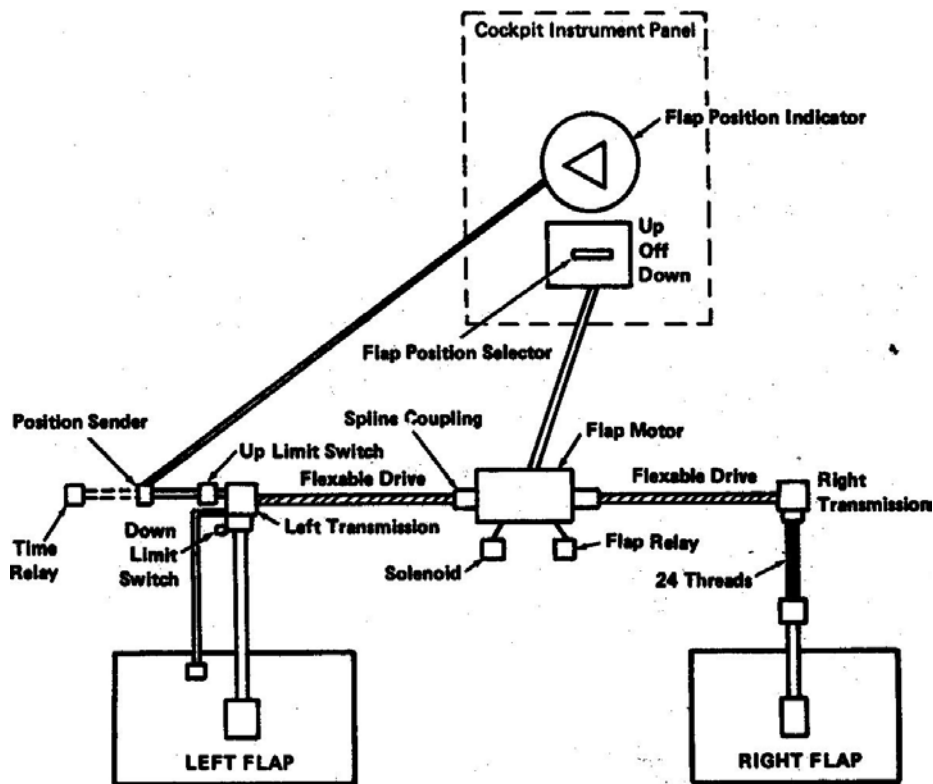 Cockpit Instrument Panel
Flap Position Indicator
Up
Off
Down
Flap Position Selector
Position Sender
Spline Coupling
Flap Motor
Up Limit Switch
Flexable Drive
Flexable Drive
Right
Transmission
Time
Relay
Down
Limit
Switch
Left Transmission
Solenoid
Flap Relay
24 Threads
LEFT FLAP
RIGHT FLAP